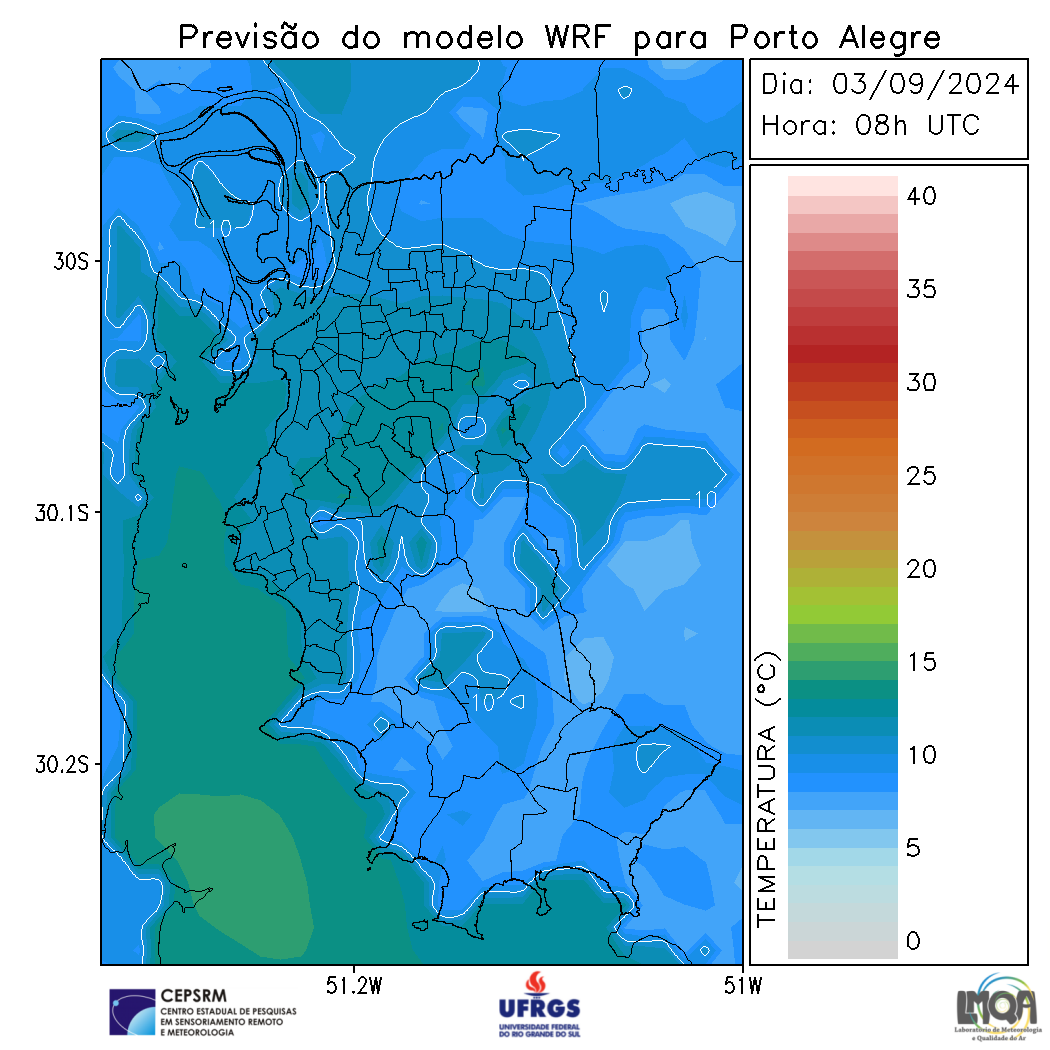 Previsão do modelo WRF para Porto Alegre
Dia: 03/09/2024
Hora: 08h UTC
40
35
30
25
20
15
10
5
0
TEMPERATURA (°C)
30S
30.1S
30.2S
51.2W
51W
10
10
10
CEPSRM
CENTRO ESTADUAL DE PESQUISAS
EM SENSORIAMENTO REMOTO
E METEOROLOGIA
UFRGS
UNIVERSIDADE FEDERAL
DO RIO GRANDE DO SUL
LMQA
Laboratório de Meteorologia
e Qualidade do Ar